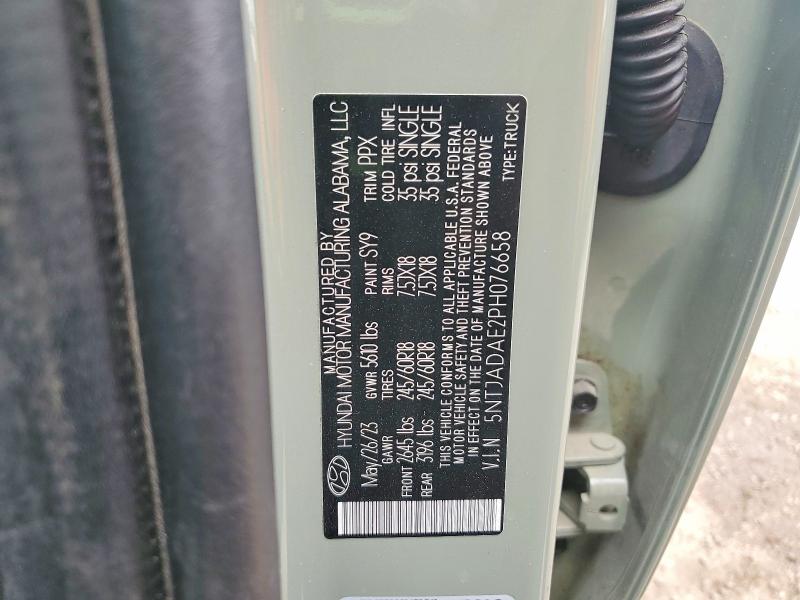 MANUFACTURED BY
HYUNDAI MOTOR MANUFACTURING ALABAMA, LLC
May/26/23 GVWR 5610 lbs PAINT SY9 TRIM PPX
GAWR TIRES RIMS COLD TIRE INFL
FRONT 2645 lbs 245/60R18 7.5JX18 35 psi SINGLE
REAR 3196 lbs 245/60R18 7.5JX18 35 psi SINGLE
THIS VEHICLE CONFORMS TO ALL APPLICABLE U.S.A. FEDERAL
MOTOR VEHICLE SAFETY AND THEFT PREVENTION STANDARDS
IN EFFECT ON THE DATE OF MANUFACTURE SHOWN ABOVE
V.I.N 5NTJADAE2PH076658 TYPE:TRUCK